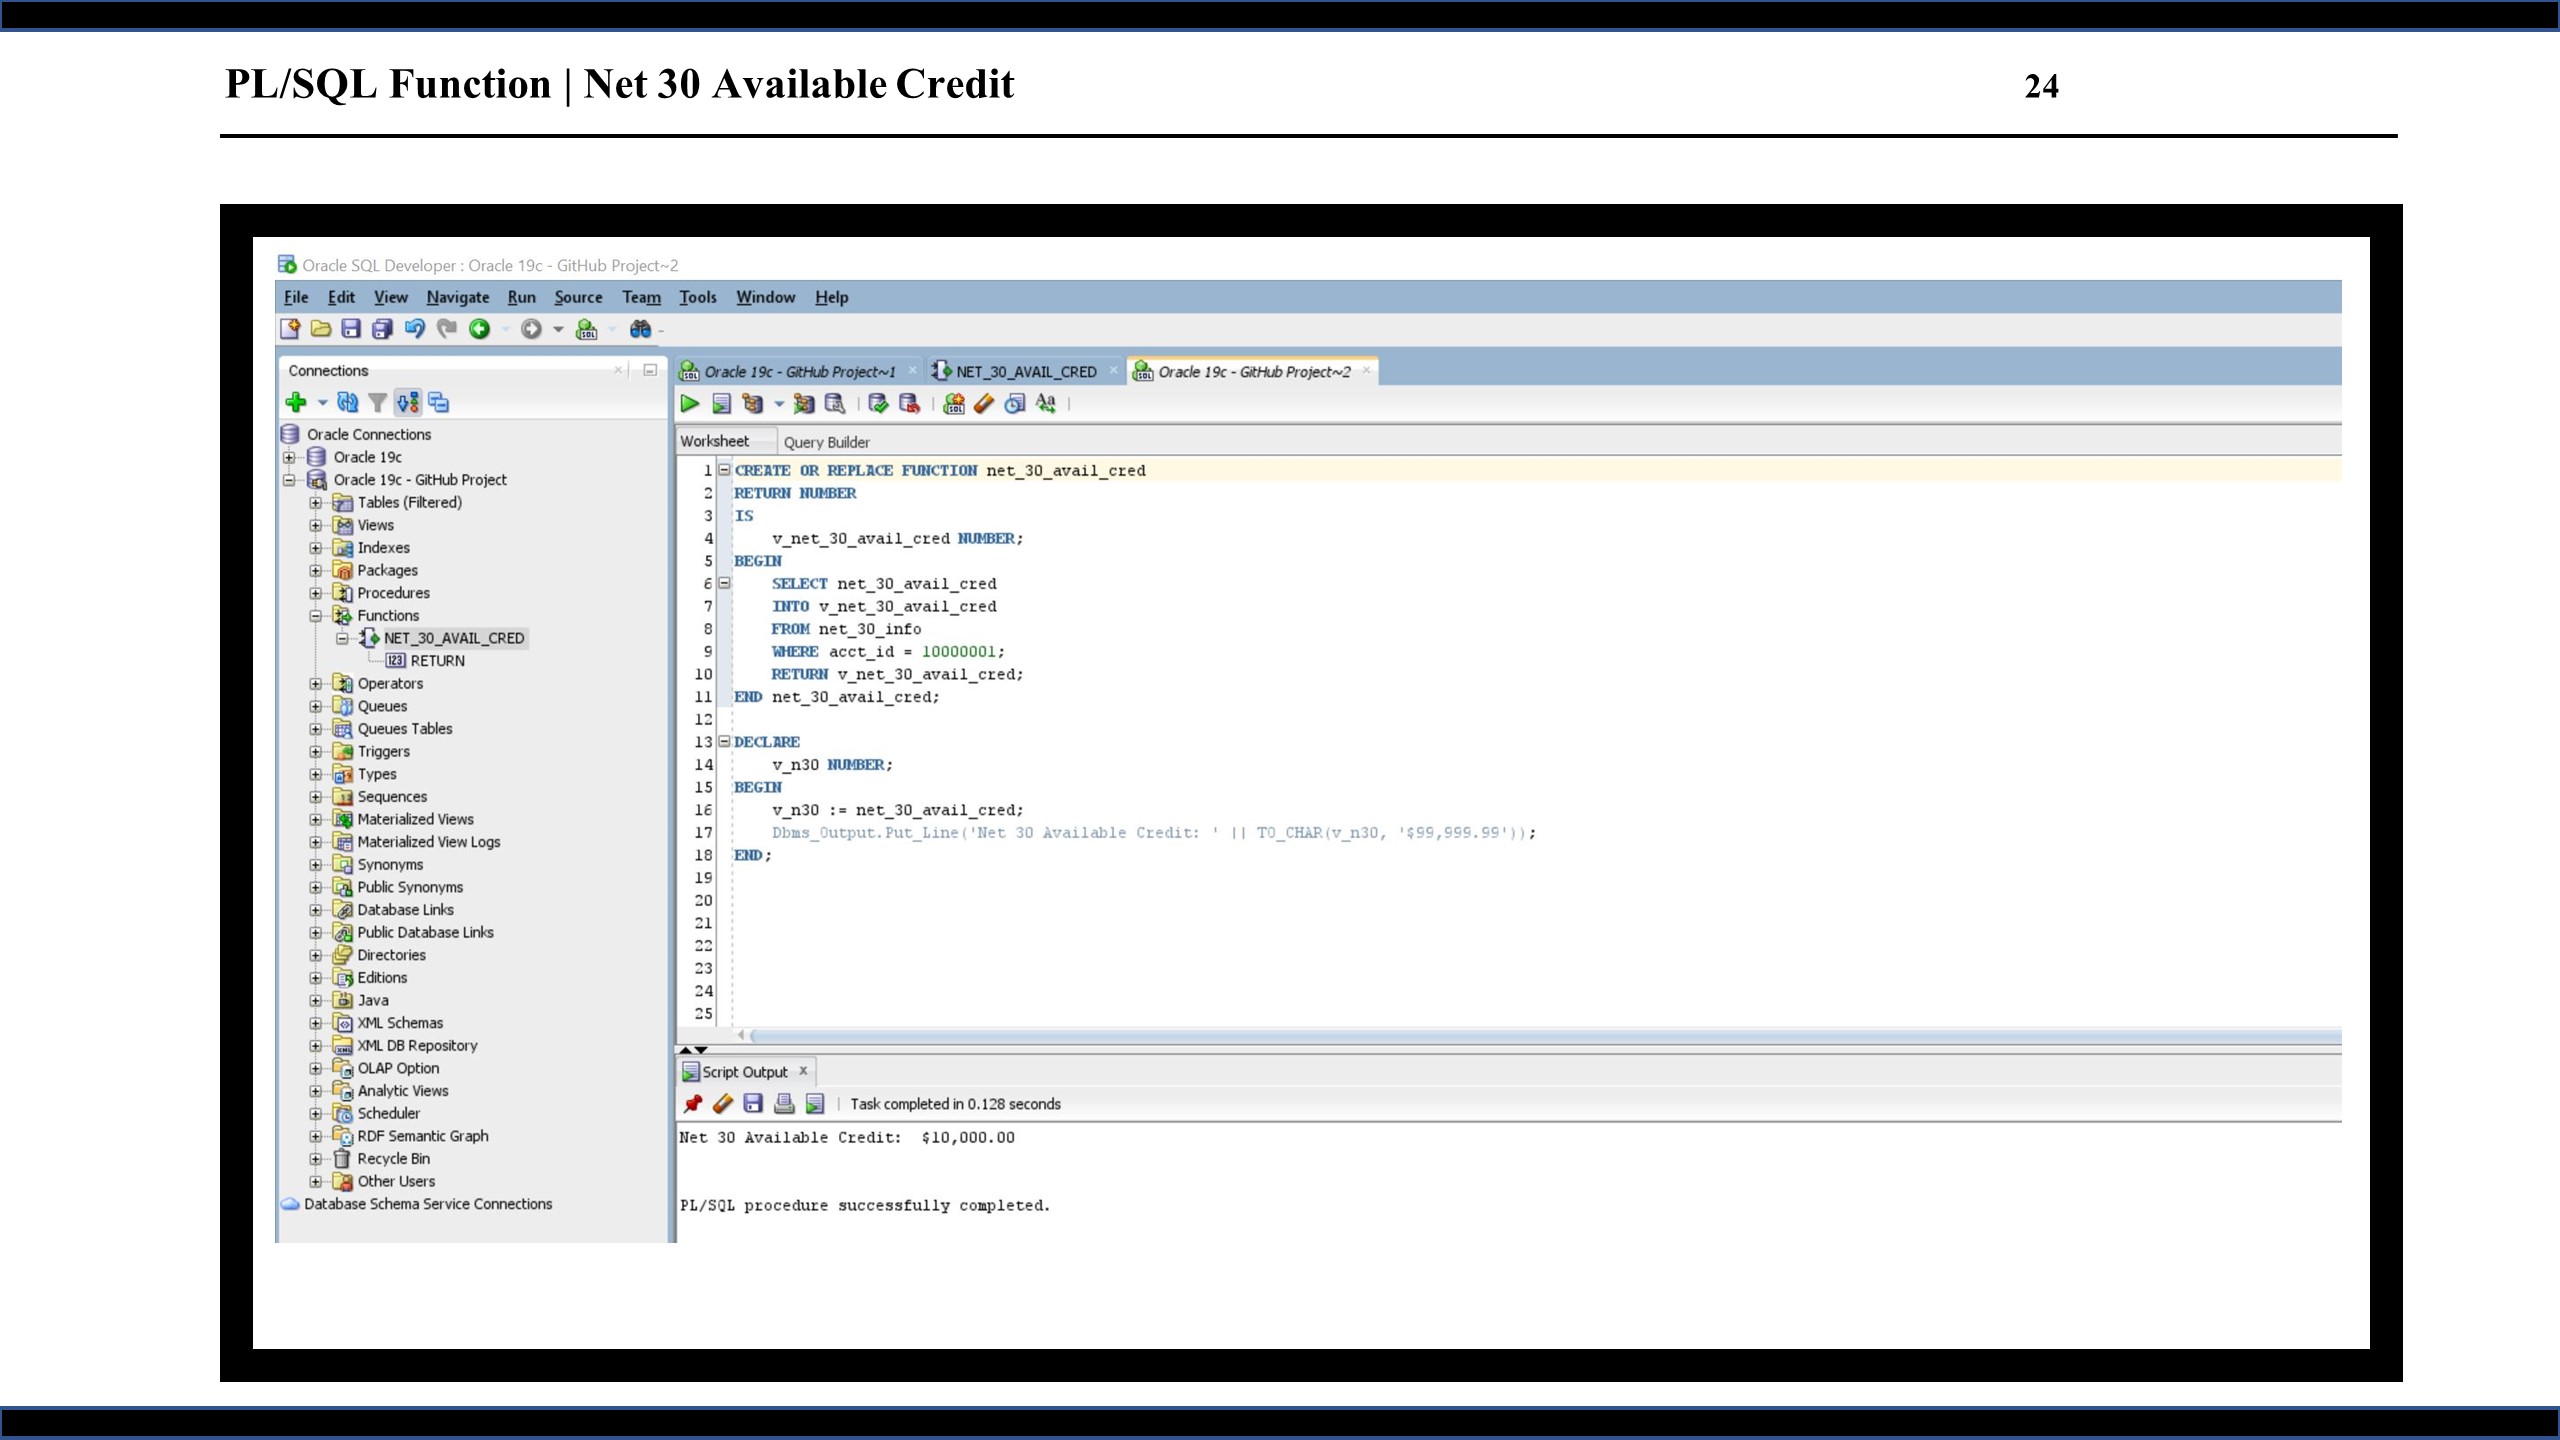 PL/SQL Function | Net 30 Available Credit
24
Oracle SQL Developer : Oracle 19c - GitHub Project~2
File Edit View Navigate Run Source Team Tools Window Help
Connections
Oracle 19c - GitHub Project~1
NET_30_AVAIL_CRED
Oracle 19c - GitHub Project~2
Oracle Connections
Oracle 19c
Oracle 19c - GitHub Project
Tables (Filtered)
Views
Indexes
Packages
Procedures
Functions
NET_30_AVAIL_CRED
RETURN
Operators
Queues
Queues Tables
Triggers
Types
Sequences
Materialized Views
Materialized View Logs
Synonyms
Public Synonyms
Database Links
Public Database Links
Directories
Editions
Java
XML Schemas
XML DB Repository
OLAP Option
Analytic Views
Scheduler
RDF Semantic Graph
Recycle Bin
Other Users
Database Schema Service Connections
Worksheet Query Builder
1 CREATE OR REPLACE FUNCTION net_30_avail_cred
2 RETURN NUMBER
3 IS
4 v_net_30_avail_cred NUMBER;
5 BEGIN
6 SELECT net_30_avail_cred
7 INTO v_net_30_avail_cred
8 FROM net_30_info
9 WHERE acct_id = 10000001;
10 RETURN v_net_30_avail_cred;
11 END net_30_avail_cred;
12
13 DECLARE
14 v_n30 NUMBER;
15 BEGIN
16 v_n30 := net_30_avail_cred;
17 Dbms_Output.Put_Line('Net 30 Available Credit: ' || TO_CHAR(v_n30, '$99,999.99'));
18 END;
19
20
21
22
23
24
25
Script Output
Task completed in 0.128 seconds
Net 30 Available Credit:  $10,000.00
PL/SQL procedure successfully completed.